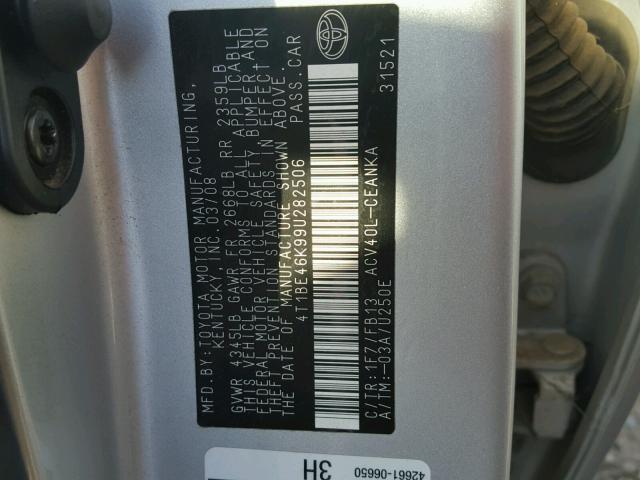 MFD.BY:TOYOTA MOTOR MANUFACTURING,
KENTUCKY, INC. 03/08
GVWR 4345LB GAWR FR 2668LB RR 2359LB
THIS VEHICLE CONFORMS TO ALL APPLICABLE
FEDERAL MOTOR VEHICLE SAFETY, BUMPER AND
THEFT PREVENTION STANDARDS IN EFFECT ON
THE DATE OF MANUFACTURE SHOWN ABOVE.
4T1BE46K99U282506 PASS.CAR
C/TR:1F7/FB13 ACV40L-CEANKA
A/TM:-03A/U250E 31521
TOYOTA
42661-06650
3H